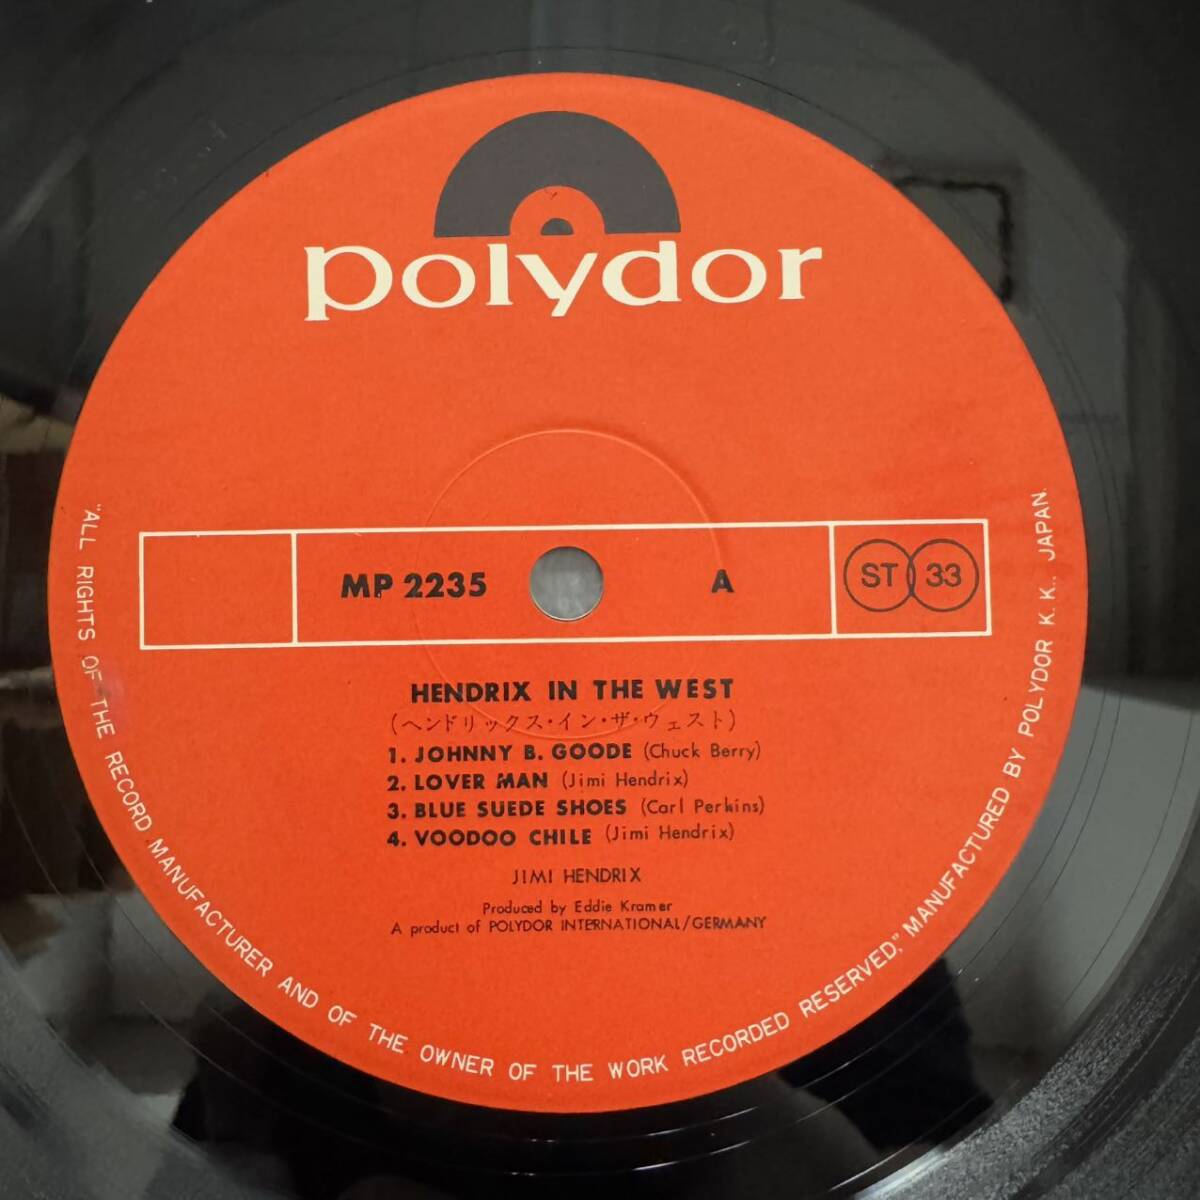 Polydor
MP 2235 A ST 33
HENDRIX IN THE WEST
(ヘンドリックス・イン・ザ・ウェスト)
1. JOHNNY B. GOODE (Chuck Berry)
2. LOVER MAN (Jimi Hendrix)
3. BLUE SUEDE SHOES (Carl Perkins)
4. VOODOO CHILE (Jimi Hendrix)
JIMI HENDRIX
Produced by Eddie Kramer
A product of POLYDOR INTERNATIONAL/GERMANY
"ALL RIGHTS OF THE RECORD MANUFACTURER AND OF THE OWNER OF THE WORK RECORDED RESERVED," MANUFACTURED BY POLYDOR K. K., JAPAN.